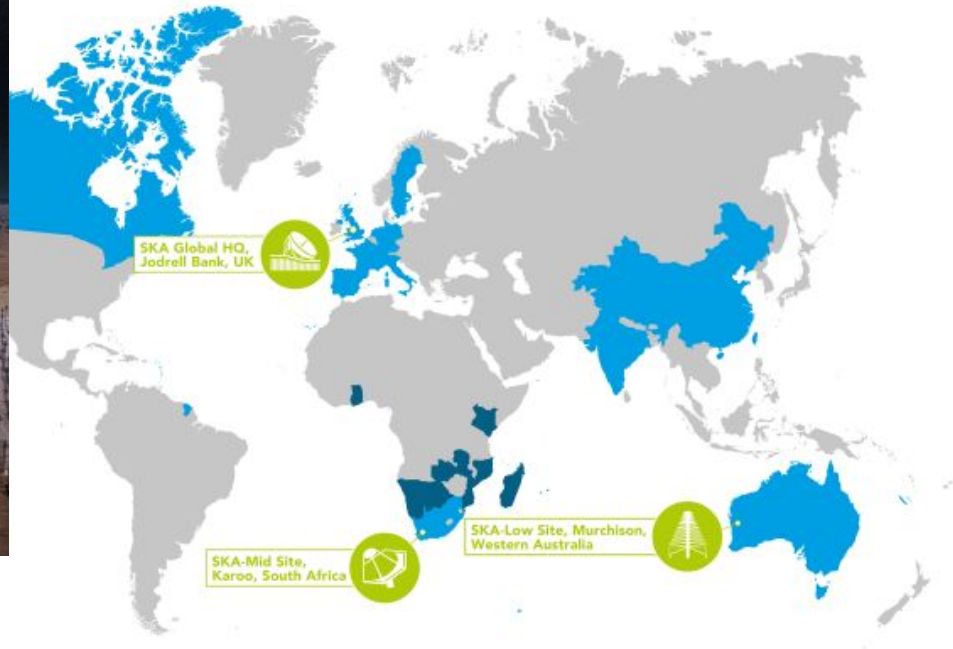 SKA Global HQ,
Jodrell Bank, UK
SKA-Low Site, Murchison,
Western Australia
SKA-Mid Site,
Karoo, South Africa